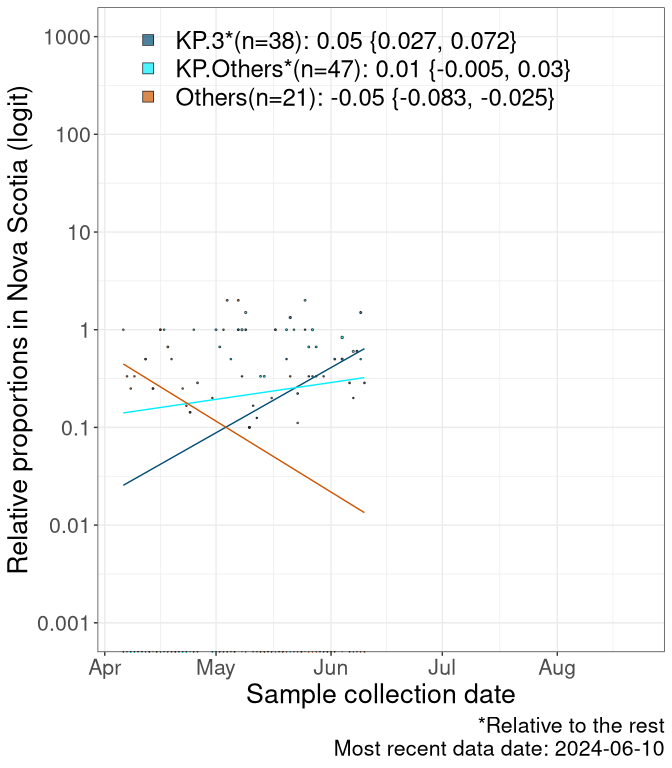 KP.3*(n=38): 0.05 {0.027, 0.072}
KP.Others*(n=47): 0.01 {-0.005, 0.03}
Others(n=21): -0.05 {-0.083, -0.025}
Relative proportions in Nova Scotia (logit)
1000
100
10
1
0.1
0.01
0.001
Apr May Jun Jul Aug
Sample collection date
*Relative to the rest
Most recent data date: 2024-06-10